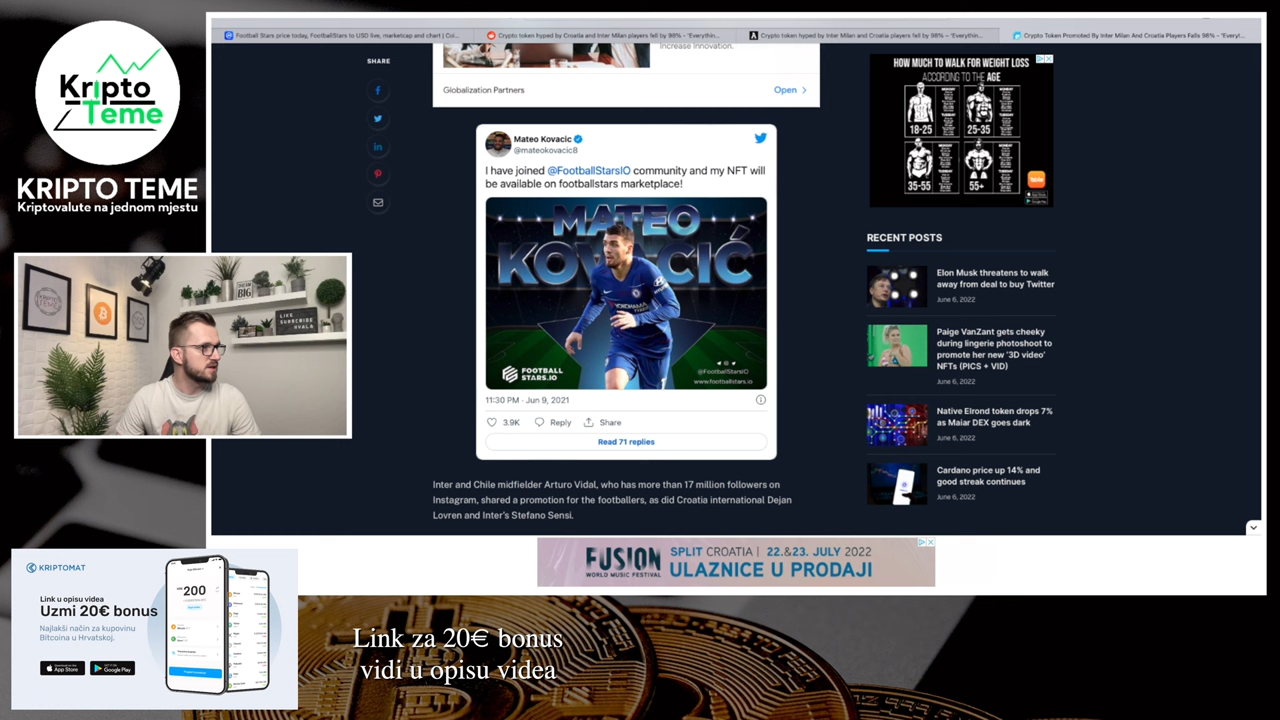 Kripto
Teme
KRIPTO TEME
Kriptovalute na jednom mjestu
Football Stars price today, FootballStars to USD live, marketcap and chart | Coi...
Crypto token hyped by Croatia and Inter Milan players fell by 98% – "Everythin...
Crypto token hyped by Inter Milan and Croatia players fell by 98% – "Everythin...
Crypto Token Promoted By Inter Milan And Croatia Players Falls 98% - "Everyt...
SHARE
Increase Innovation.
Globalization Partners
Open
Mateo Kovacic
@mateokovacic8
I have joined @FootballStarsIO community and my NFT will
be available on footballstars marketplace!
MATEO
KOVAČIĆ
FOOTBALL
STARS.IO
@FootballStarsIO
www.footballstars.io
11:30 PM · Jun 9, 2021
3.9K
Reply
Share
Read 71 replies
Inter and Chile midfielder Arturo Vidal, who has more than 17 million followers on
Instagram, shared a promotion for the footballers, as did Croatia international Dejan
Lovren and Inter's Stefano Sensi.
HOW MUCH TO WALK FOR WEIGHT LOSS
ACCORDING TO THE AGE
18-25
25-35
35-55
55+
RECENT POSTS
Elon Musk threatens to walk
away from deal to buy Twitter
June 6, 2022
Paige VanZant gets cheeky
during lingerie photoshoot to
promote her new '3D video'
NFTs (PICS + VID)
June 6, 2022
Native Elrond token drops 7%
as Maiar DEX goes dark
June 6, 2022
Cardano price up 14% and
good streak continues
June 6, 2022
DREAM
BIG
LIKE
SUBSCRIBE
HVALA
FUSION
WORLD MUSIC FESTIVAL
SPLIT CROATIA | 22.&23. JULY 2022
ULAZNICE U PRODAJI
KRIPTOMAT
Link u opisu videa
Uzmi 20€ bonus
Najlakši način za kupovinu
Bitcoina u Hrvatskoj.
App Store
Google Play
200
Link za 20€ bonus
vidi u opisu videa